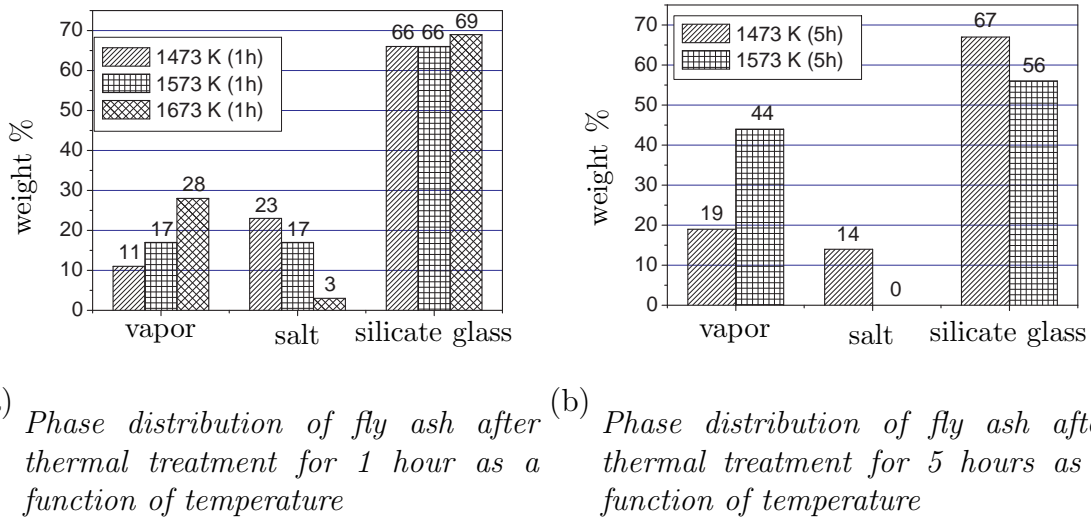 70
60
50
40
30
20
10
0
weight %
1473 K (1h)
1573 K (1h)
1673 K (1h)
11
17
28
23
17
3
66
66
69
vapor
salt
silicate glass
70
60
50
40
30
20
10
0
weight %
1473 K (5h)
1573 K (5h)
19
44
14
0
67
56
vapor
salt
silicate glass
)
Phase distribution of fly ash after
thermal treatment for 1 hour as a
function of temperature
(b)
Phase distribution of fly ash afte
thermal treatment for 5 hours as
function of temperature